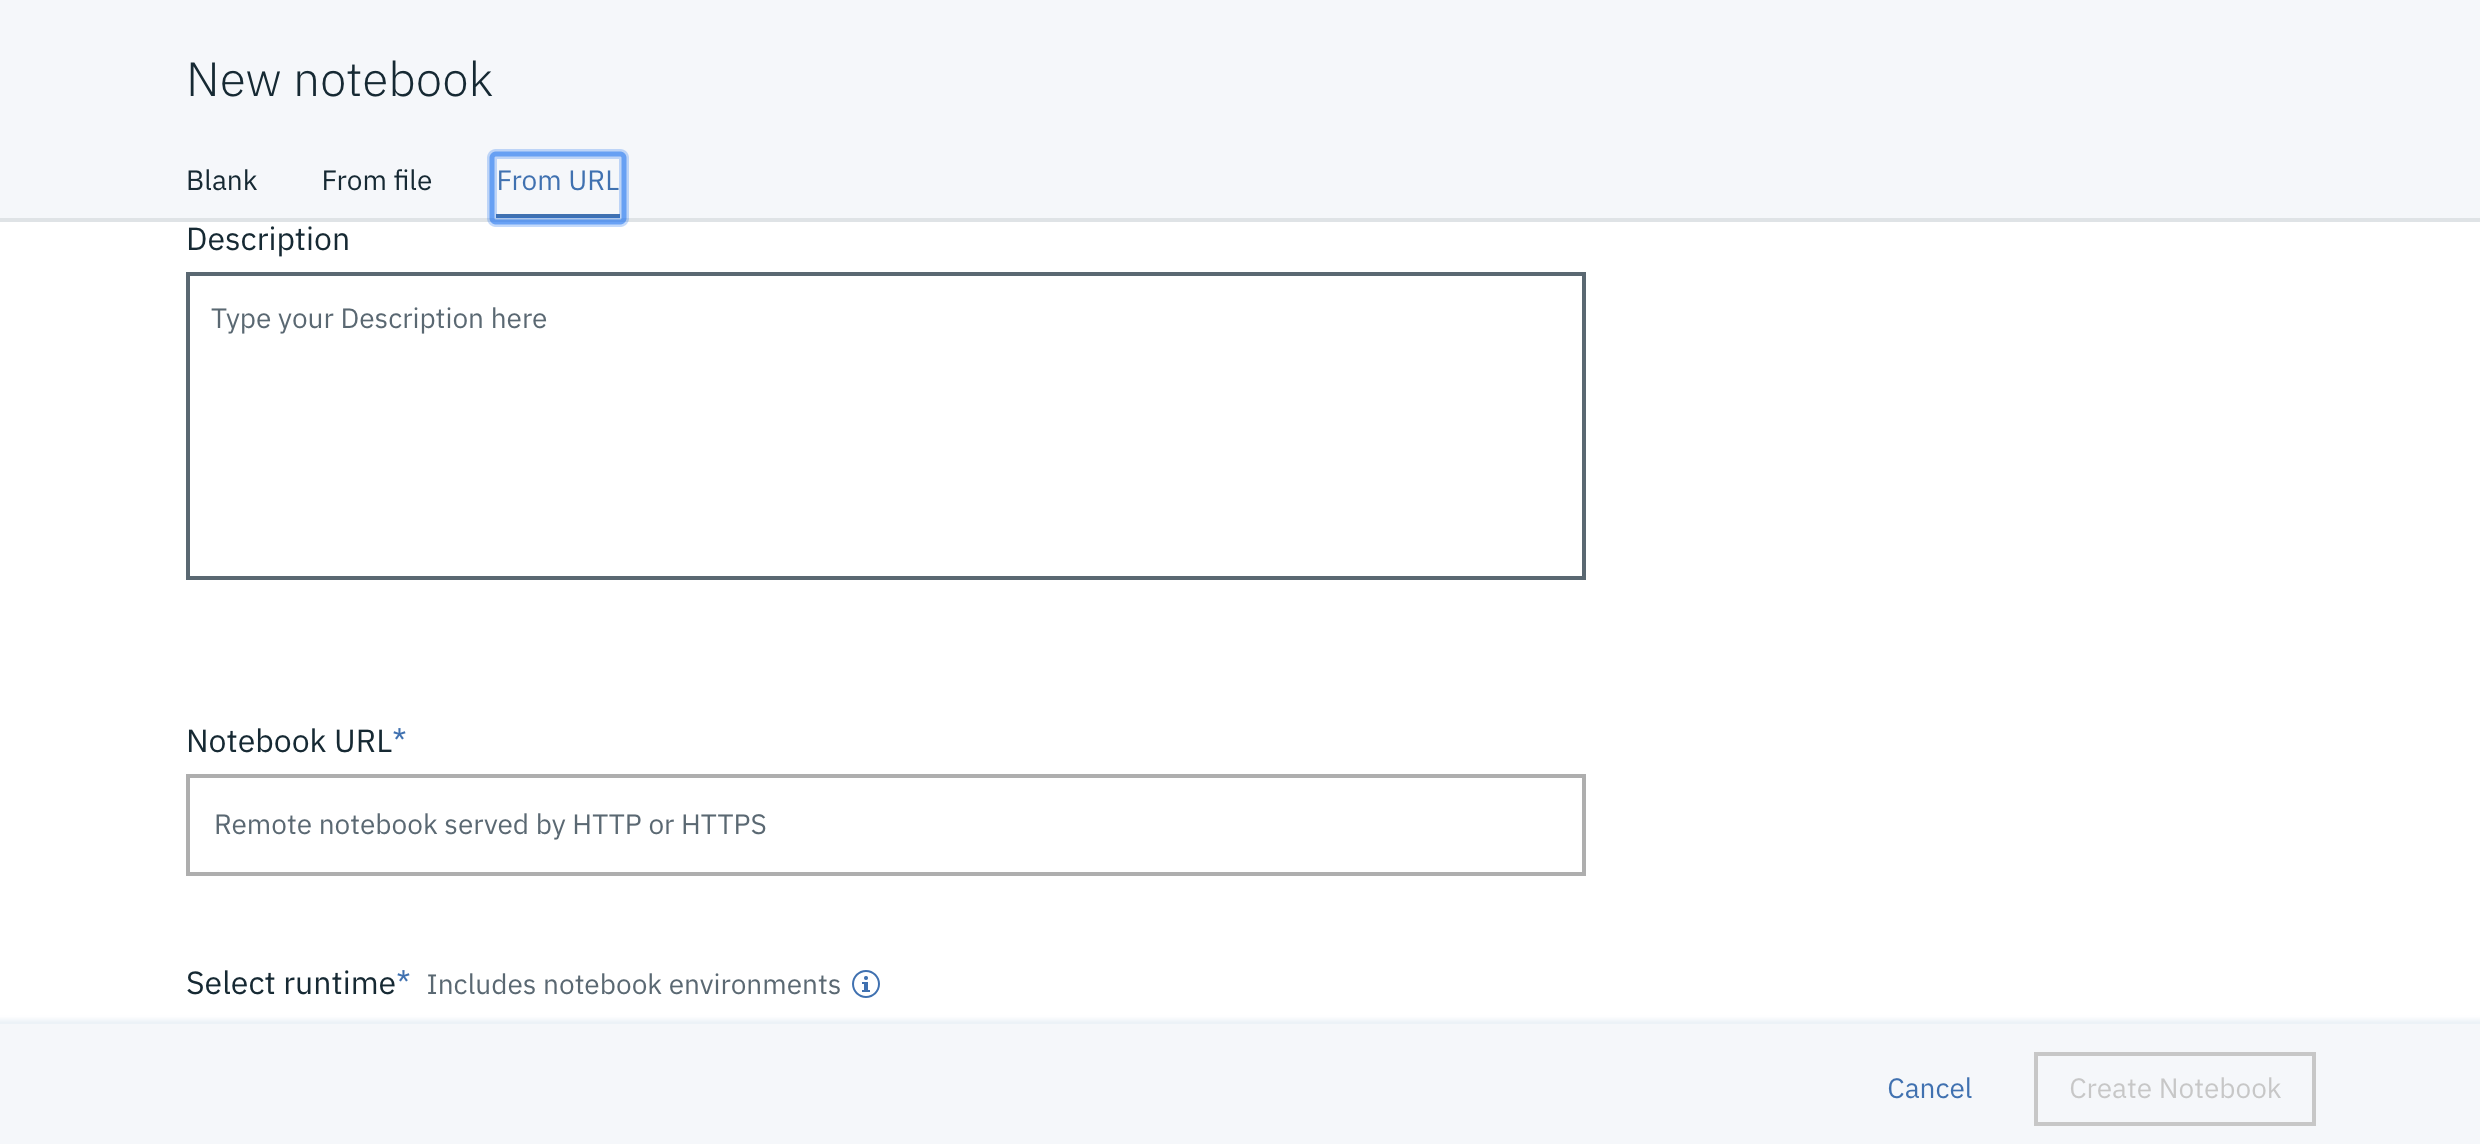 New notebook
Blank From file From URL
Description
Type your Description here
Notebook URL*
Remote notebook served by HTTP or HTTPS
Select runtime* Includes notebook environments
Cancel Create Notebook